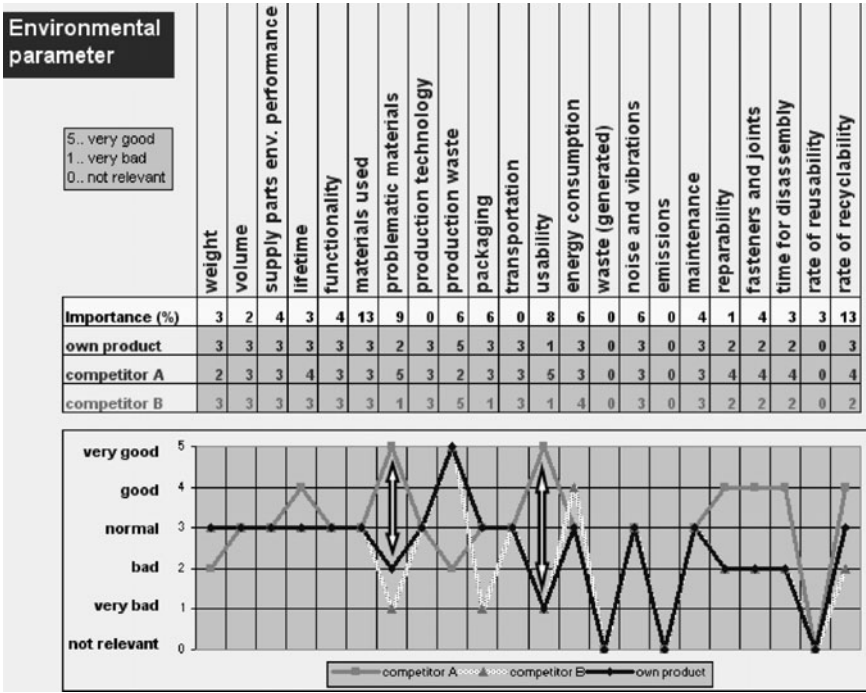 Environmental
parameter
5.. very good
1.. very bad
0.. not relevant
weight
volume
supply parts env. performance
lifetime
functionality
materials used
problematic materials
production technology
production waste
packaging
transportation
usability
energy consumption
waste (generated)
noise and vibrations
emissions
maintenance
reparability
fasteners and joints
time for disassembly
rate of reusability
rate of recyclability
Importance (%) 3 2 4 3 4 13 9 0 6 6 0 8 6 0 6 0 4 1 4 3 3 13
own product 3 3 3 3 3 3 2 3 5 3 3 1 3 0 3 0 3 2 2 2 0 3
competitor A 2 3 3 4 3 3 5 3 2 3 3 5 3 0 3 0 3 4 4 4 0 4
competitor B 3 3 3 3 3 3 1 3 5 1 3 1 4 0 3 0 3 2 2 2 0 2
very good 5
good 4
normal 3
bad 2
very bad 1
not relevant 0
competitor A competitor B own product